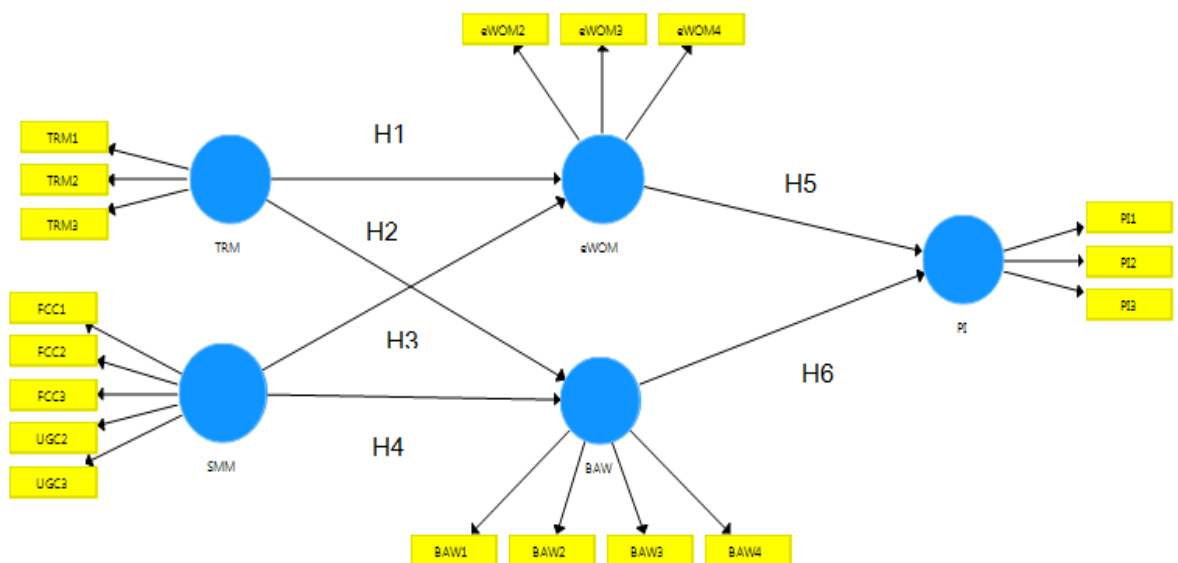 eWOM2 eWOM3 eWOM4
H1
TRM1
TRM2
TRM3
TRM
eWOM
H5
H2
PI1
PI2
PI3
PI
FCC1
FCC2
FCC3
UGC2
UGC3
H3
H6
SMM
H4
BAW
BAW1 BAW2 BAW3 BAW4